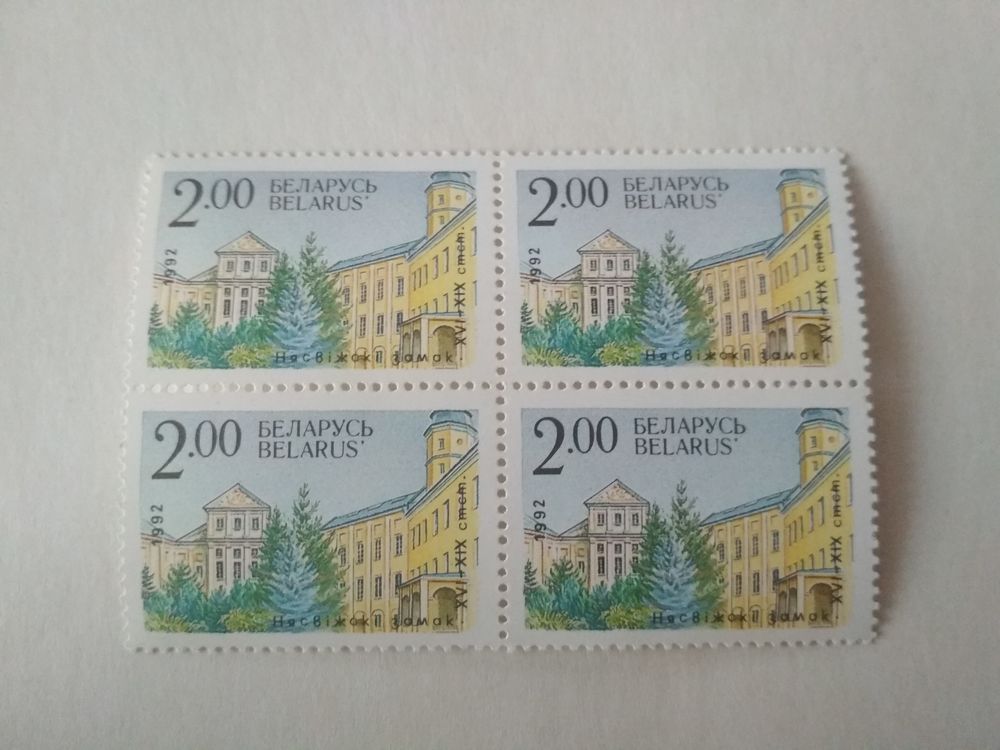 2.00 БЕЛАРУСЬ
BELARUS
1992
XVI-XIX стст.
Нясвіжскі замак.
2.00 БЕЛАРУСЬ
BELARUS
1992
XVI-XIX стст.
Нясвіжскі замак.
2.00 БЕЛАРУСЬ
BELARUS
1992
XVI-XIX стст.
Нясвіжскі замак.
2.00 БЕЛАРУСЬ
BELARUS
1992
XVI-XIX стст.
Нясвіжскі замак.